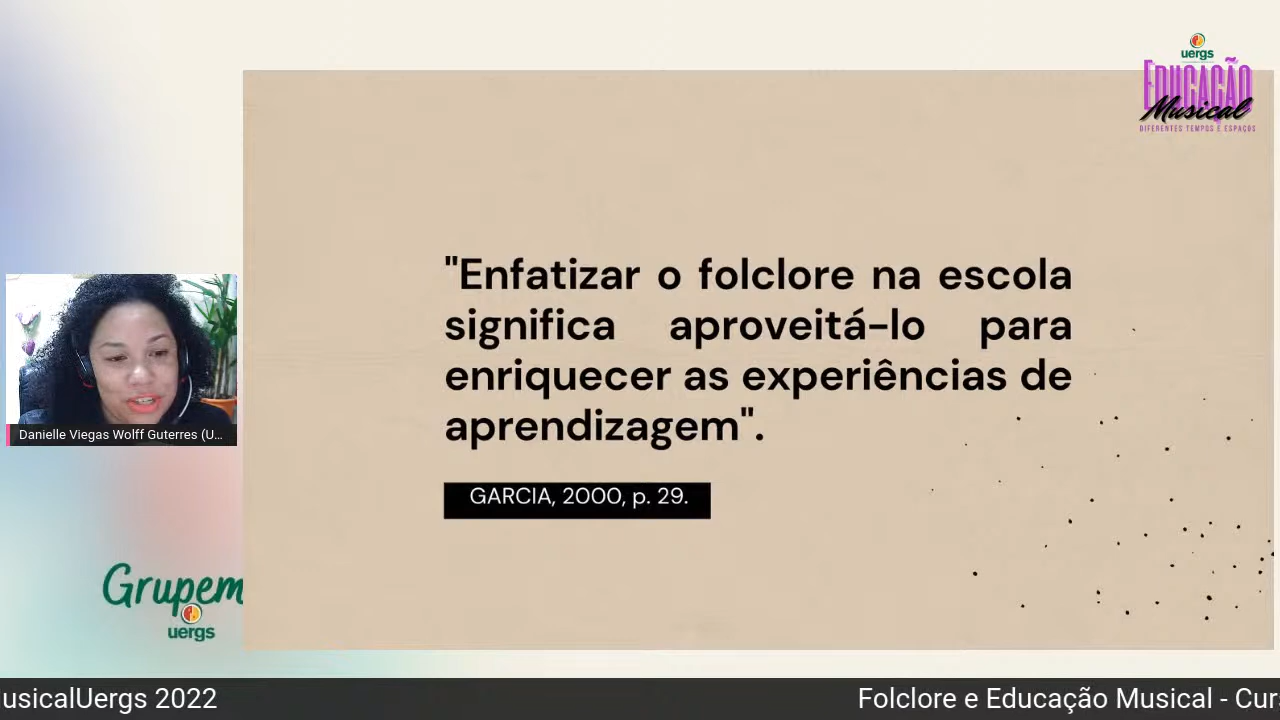 uergs
EDUCAÇÃO
Musical
DIFERENTES TEMPOS E ESPAÇOS
"Enfatizar o folclore na escola
significa aproveitá-lo para
enriquecer as experiências de
aprendizagem".
GARCIA, 2000, p. 29.
Danielle Viegas Wolff Guterres (U...
Grupem
uergs
usicalUergs 2022
Folclore e Educação Musical - Cur